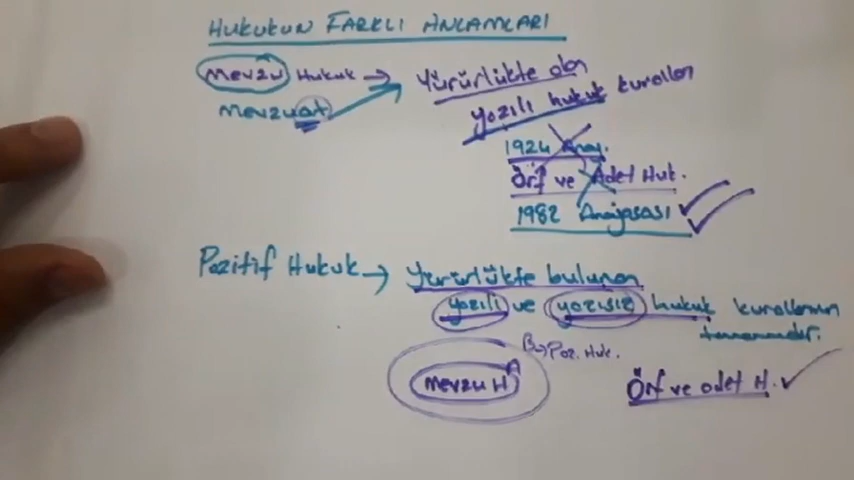 HUKUKUN FARKLI ANLAMLARI
Mevzu Hukuk → Yürürlükte olan
Mevzuat yazılı hukuk kuralları
1924 Anay.
Örf ve Adet Huk.
1982 Anayasası
Pozitif Hukuk → Yürürlükte bulunan
yazılı ve yazısız hukuk kurallarının
tamamıdır.
B→Poz. Huk.
A
Mevzu H
Örf ve adet H.